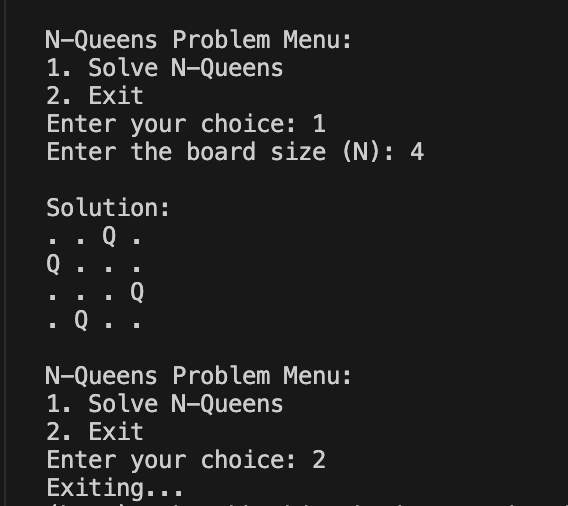 N-Queens Problem Menu:
1. Solve N-Queens
2. Exit
Enter your choice: 1
Enter the board size (N): 4
Solution:
. . Q .
Q . . .
. . . Q
. Q . .
N-Queens Problem Menu:
1. Solve N-Queens
2. Exit
Enter your choice: 2
Exiting...